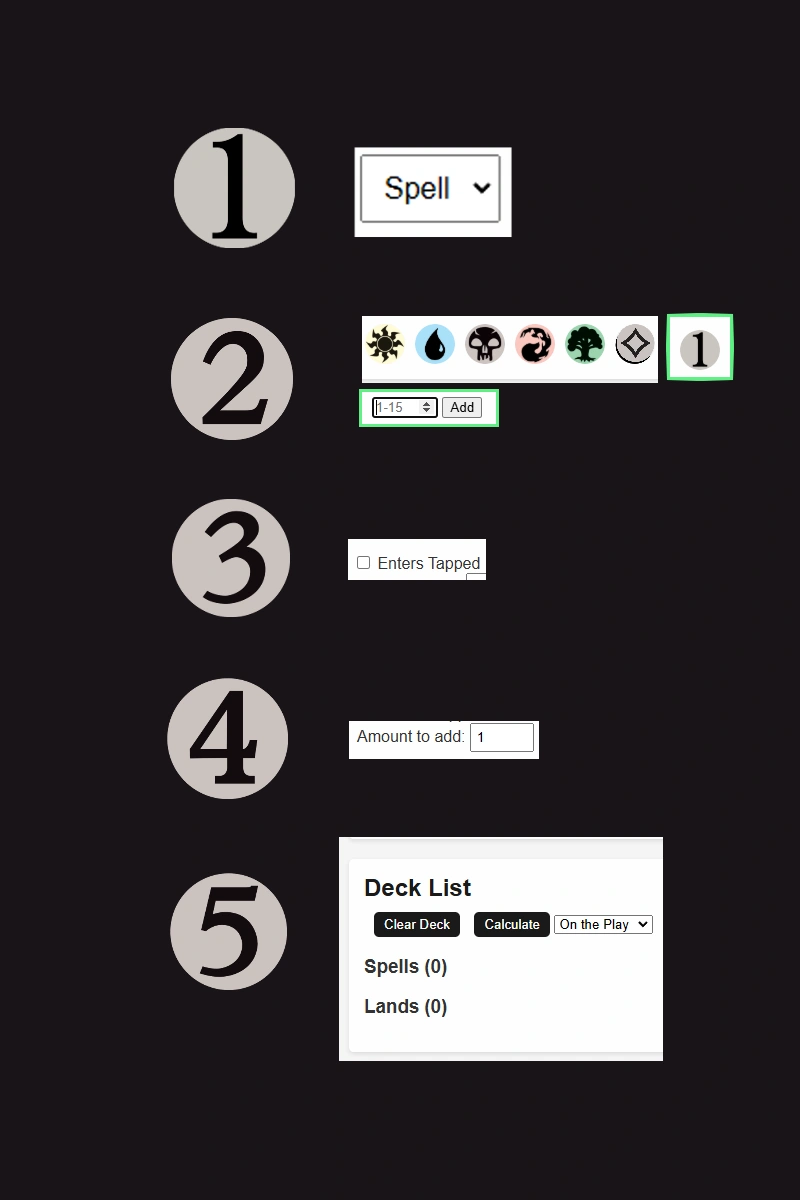 1
Spell
2
1
1-15
Add
3
Enters Tapped
4
Amount to add: 1
5
Deck List
Clear Deck Calculate On the Play
Spells (0)
Lands (0)